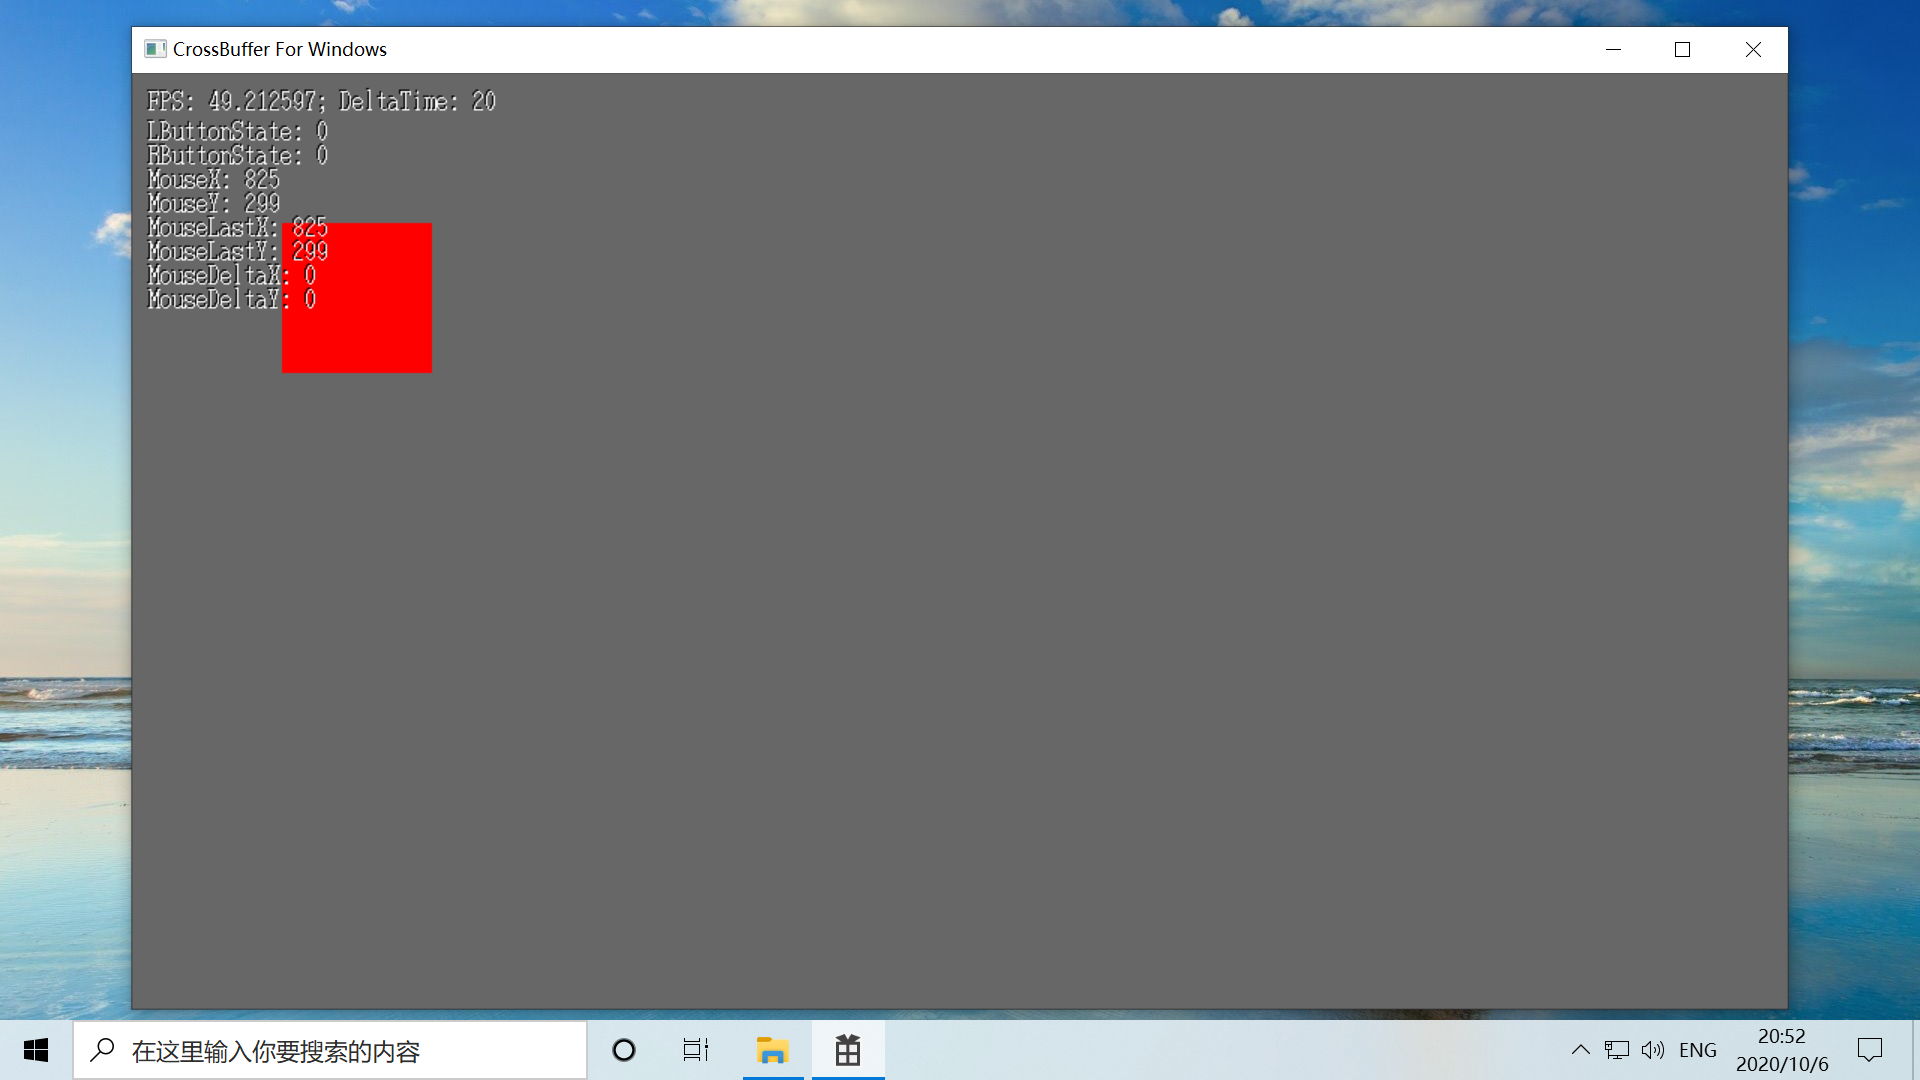 CrossBuffer For Windows
FPS: 49.212597; DeltaTime: 20
LButtonState: 0
RButtonState: 0
MouseX: 825
MouseY: 299
MouseLastX: 825
MouseLastY: 299
MouseDeltaX: 0
MouseDeltaY: 0
在这里输入你要搜索的内容
ENG
20:52
2020/10/6